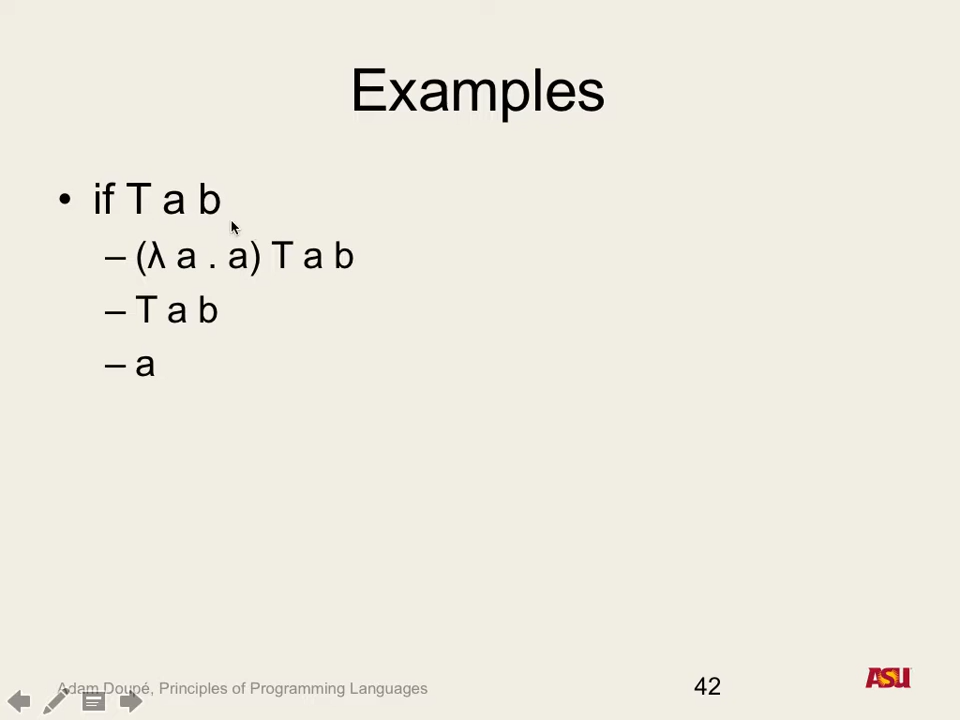 Examples
• if T a b
– (λ a . a) T a b
– T a b
– a
Adam Doupé, Principles of Programming Languages
42
ASU